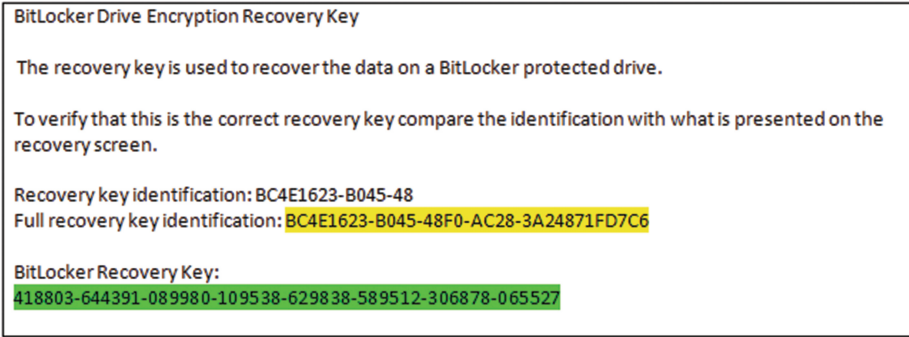 BitLocker Drive Encryption Recovery Key
The recovery key is used to recover the data on a BitLocker protected drive.
To verify that this is the correct recovery key compare the identification with what is presented on the
recovery screen.
Recovery key identification: BC4E1623-B045-48
Full recovery key identification: BC4E1623-B045-48F0-AC28-3A24871FD7C6
BitLocker Recovery Key:
418803-644391-089980-109538-629838-589512-306878-065527